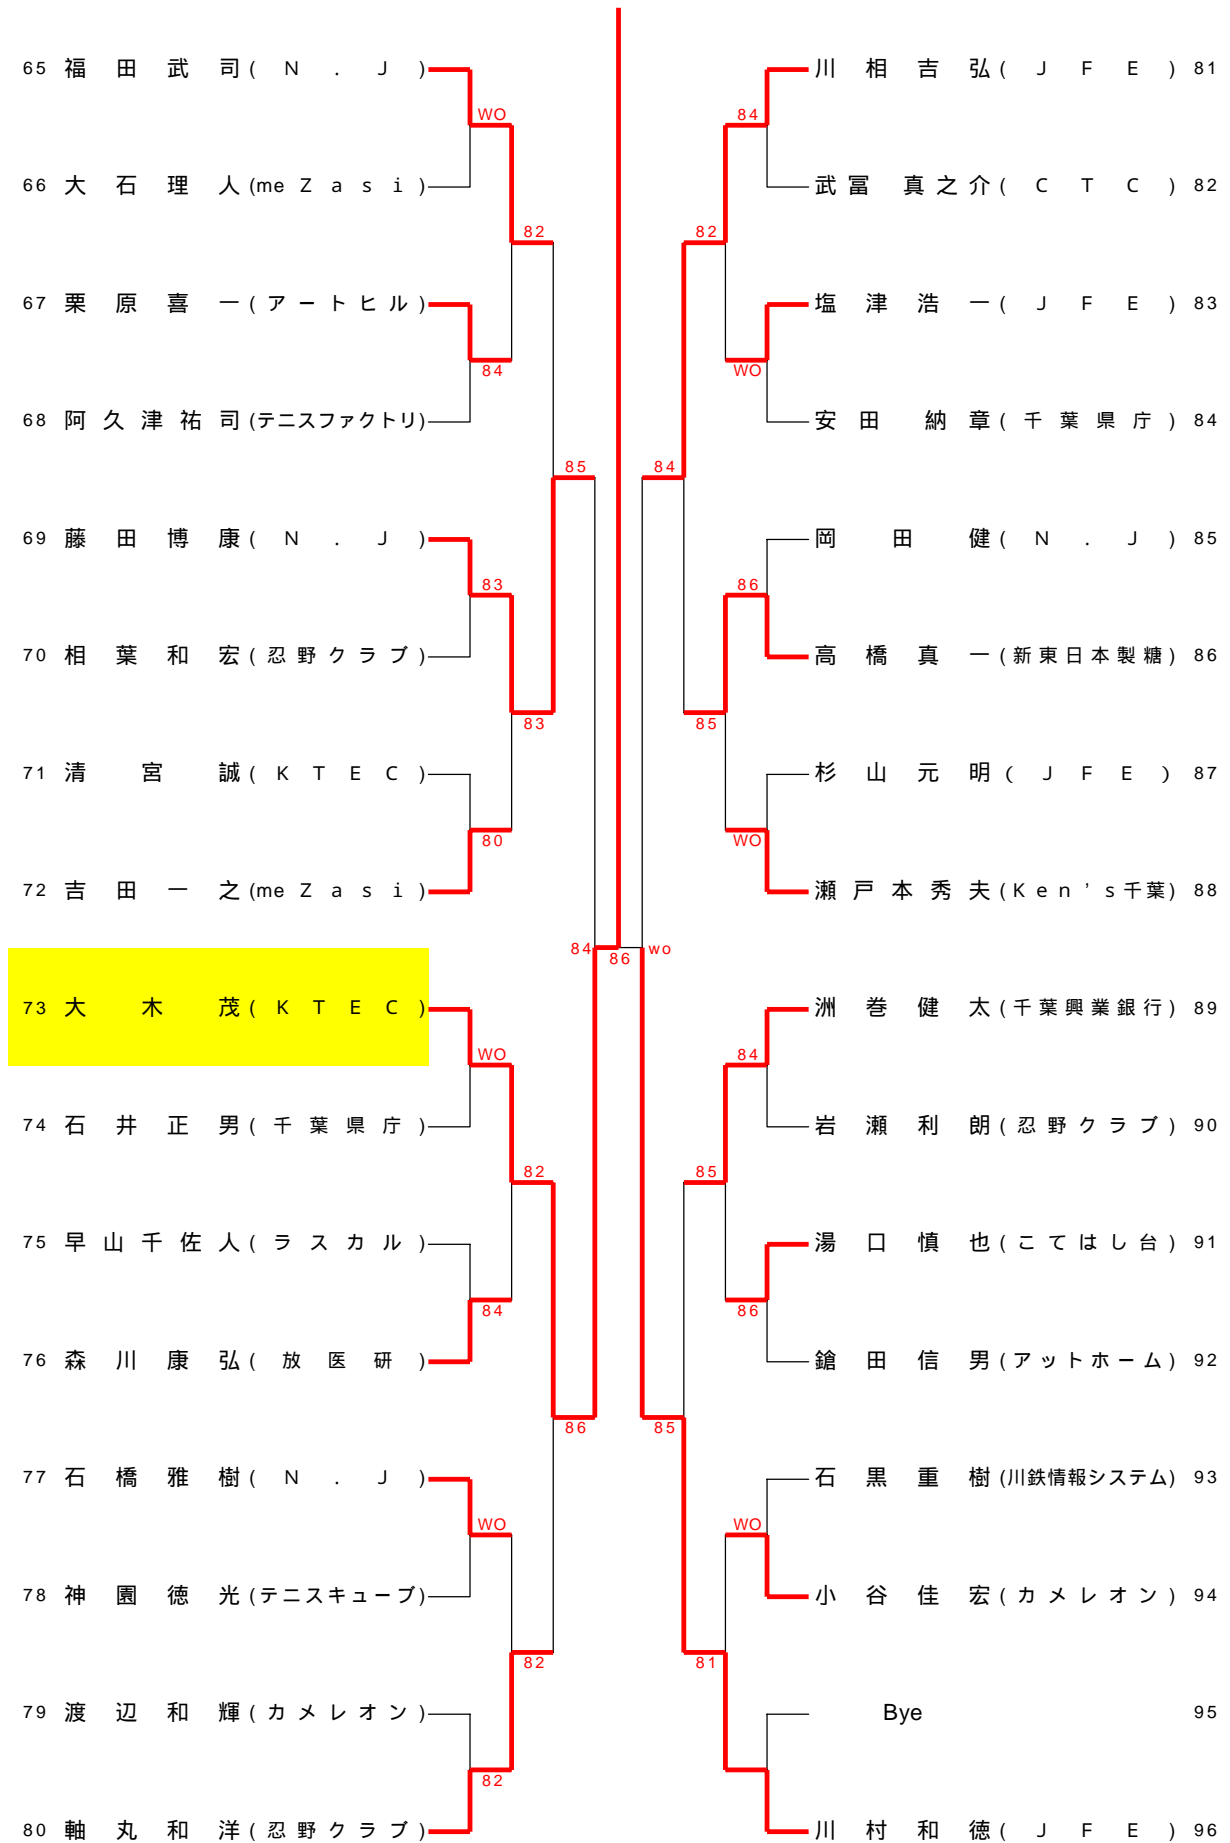 65 福田武司(N.J)
WO
66 大石理人(meZasi)
82
67 栗原喜一(アートヒル)
84
68 阿久津祐司(テニスファクトリ)
85
69 藤田博康(N.J)
83
70 相葉和宏(忍野クラブ)
83
71 清宮誠(KTEC)
80
72 吉田一之(meZasi)
84
86
wo
73 大木茂(KTEC)
WO
74 石井正男(千葉県庁)
82
75 早山千佐人(ラスカル)
84
76 森川康弘(放医研)
86
77 石橋雅樹(N.J)
WO
78 神園徳光(テニスキューブ)
82
79 渡辺和輝(カメレオン)
82
80 軸丸和洋(忍野クラブ)
川相吉弘(JFE) 81
84
武冨真之介(CTC) 82
82
塩津浩一(JFE) 83
WO
安田納章(千葉県庁) 84
84
岡田健(N.J) 85
86
高橋真一(新東日本製糖) 86
85
杉山元明(JFE) 87
WO
瀬戸本秀夫(Ken's千葉) 88
洲巻健太(千葉興業銀行) 89
84
岩瀬利朗(忍野クラブ) 90
85
湯口慎也(こてはし台) 91
86
鎗田信男(アットホーム) 92
85
石黒重樹(川鉄情報システム) 93
WO
小谷佳宏(カメレオン) 94
81
Bye 95
川村和徳(JFE) 96